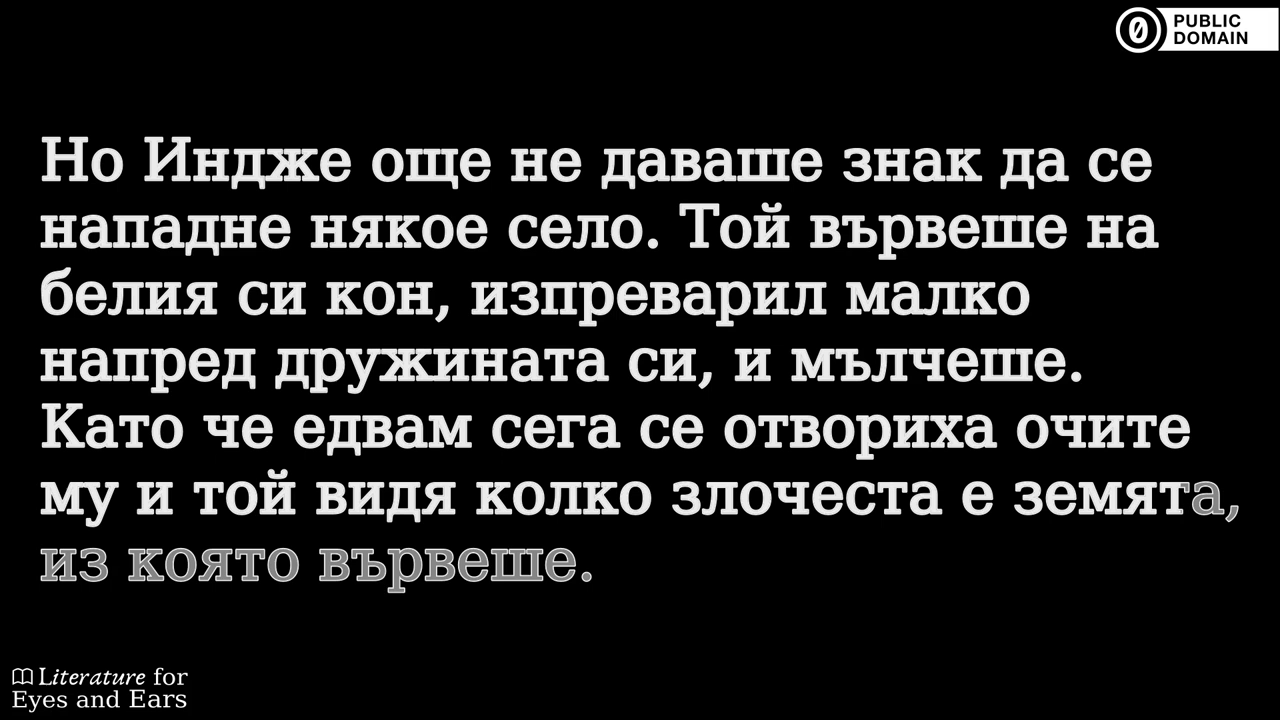 PUBLIC
DOMAIN
Но Индже още не даваше знак да се
нападне някое село. Той вървеше на
белия си кон, изпреварил малко
напред дружината си, и мълчеше.
Като че едвам сега се отвориха очите
му и той видя колко злочеста е земята,
из която вървеше.
Literature for
Eyes and Ears